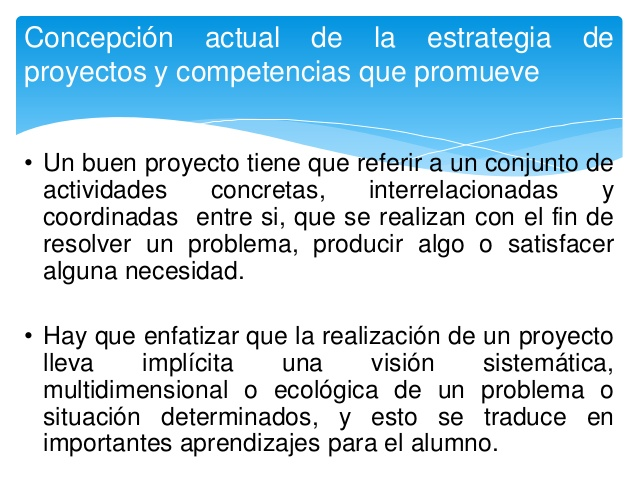 Concepción actual de la estrategia de
proyectos y competencias que promueve
• Un buen proyecto tiene que referir a un conjunto de
actividades concretas, interrelacionadas y
coordinadas entre si, que se realizan con el fin de
resolver un problema, producir algo o satisfacer
alguna necesidad.
• Hay que enfatizar que la realización de un proyecto
lleva implícita una visión sistemática,
multidimensional o ecológica de un problema o
situación determinados, y esto se traduce en
importantes aprendizajes para el alumno.